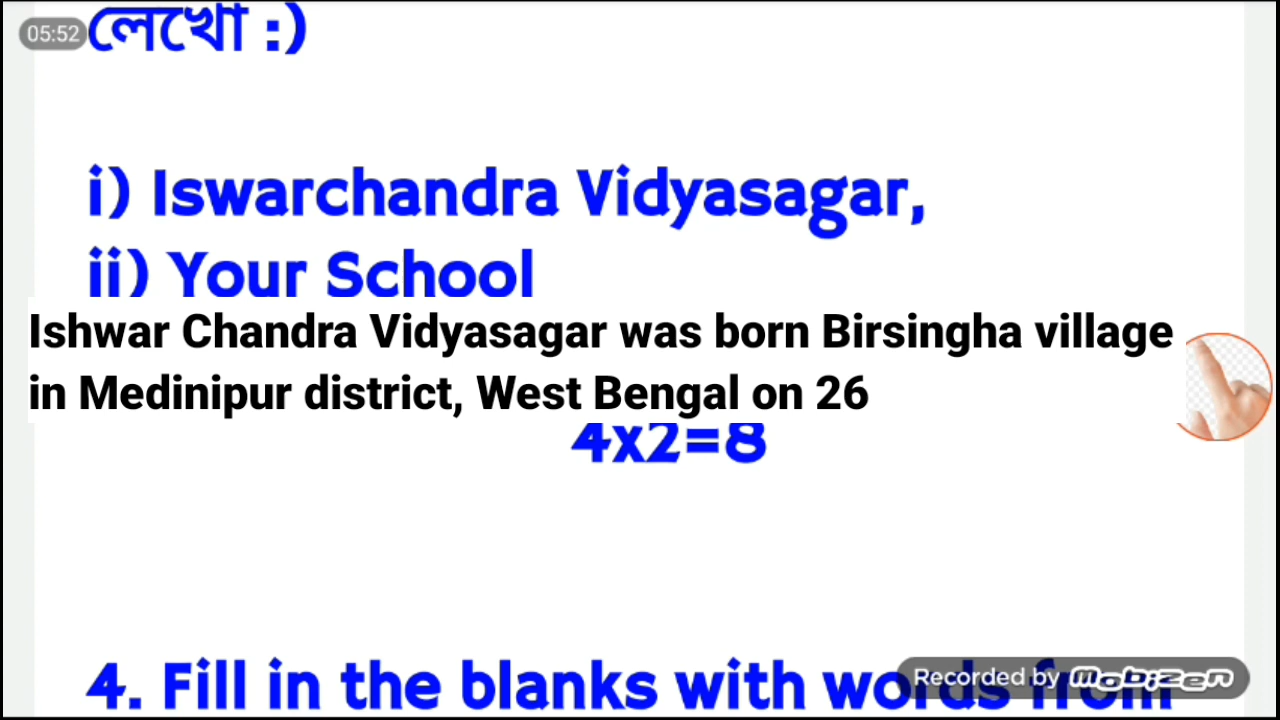 05:52
লেখো :)
i) Iswarchandra Vidyasagar,
ii) Your School
Ishwar Chandra Vidyasagar was born Birsingha village
in Medinipur district, West Bengal on 26
4x2=8
4. Fill in the blanks with words from
Recorded by Mobizen